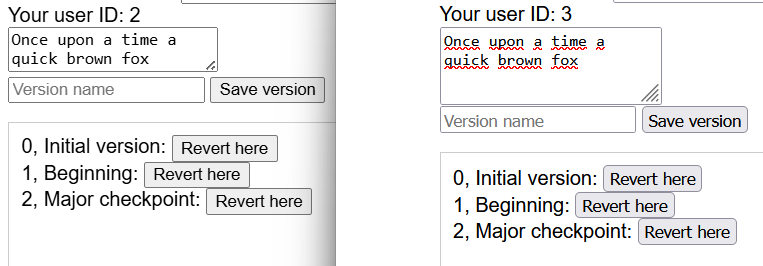 Your user ID: 2
Once upon a time a
quick brown fox
Version name
Save version
0, Initial version: Revert here
1, Beginning: Revert here
2, Major checkpoint: Revert here
Your user ID: 3
Once upon a time a
quick brown fox
Version name
Save version
0, Initial version: Revert here
1, Beginning: Revert here
2, Major checkpoint: Revert here